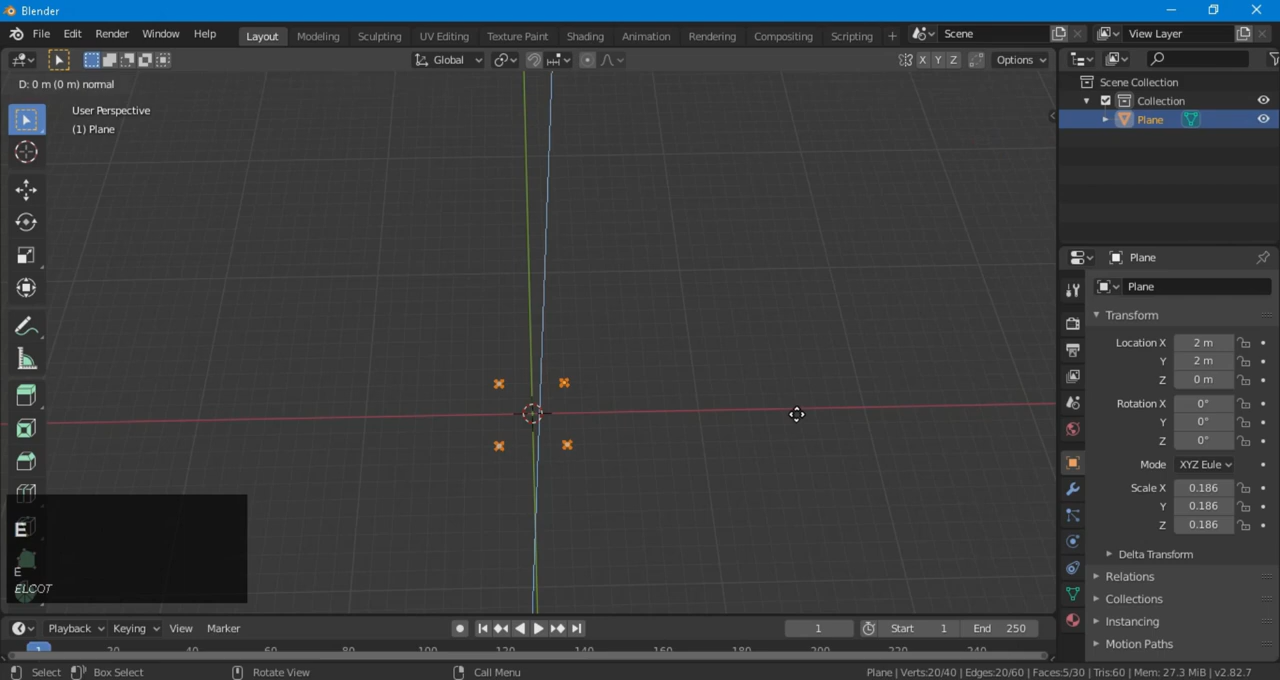 Blender
File Edit Render Window Help
Layout Modeling Sculpting UV Editing Texture Paint Shading Animation Rendering Compositing Scripting +
Scene
View Layer
Global
X Y Z
Options
D: 0 m (0 m) normal
User Perspective
(1) Plane
Scene Collection
Collection
Plane
Plane
Plane
Transform
Location X 2 m
Y 2 m
Z 0 m
Rotation X 0°
Y 0°
Z 0°
Mode XYZ Eule
Scale X 0.186
Y 0.186
Z 0.186
Delta Transform
Relations
Collections
Instancing
Motion Paths
E
E
ELCOT
Playback Keying View Marker
1
Start 1
End 250
1 20 40 60 80 100 120 140 160 180 200 220 240
Select Box Select Rotate View Call Menu
Plane | Verts:20/40 | Edges:20/60 | Faces:5/30 | Tris:60 | Mem: 27.3 MiB | v2.82.7